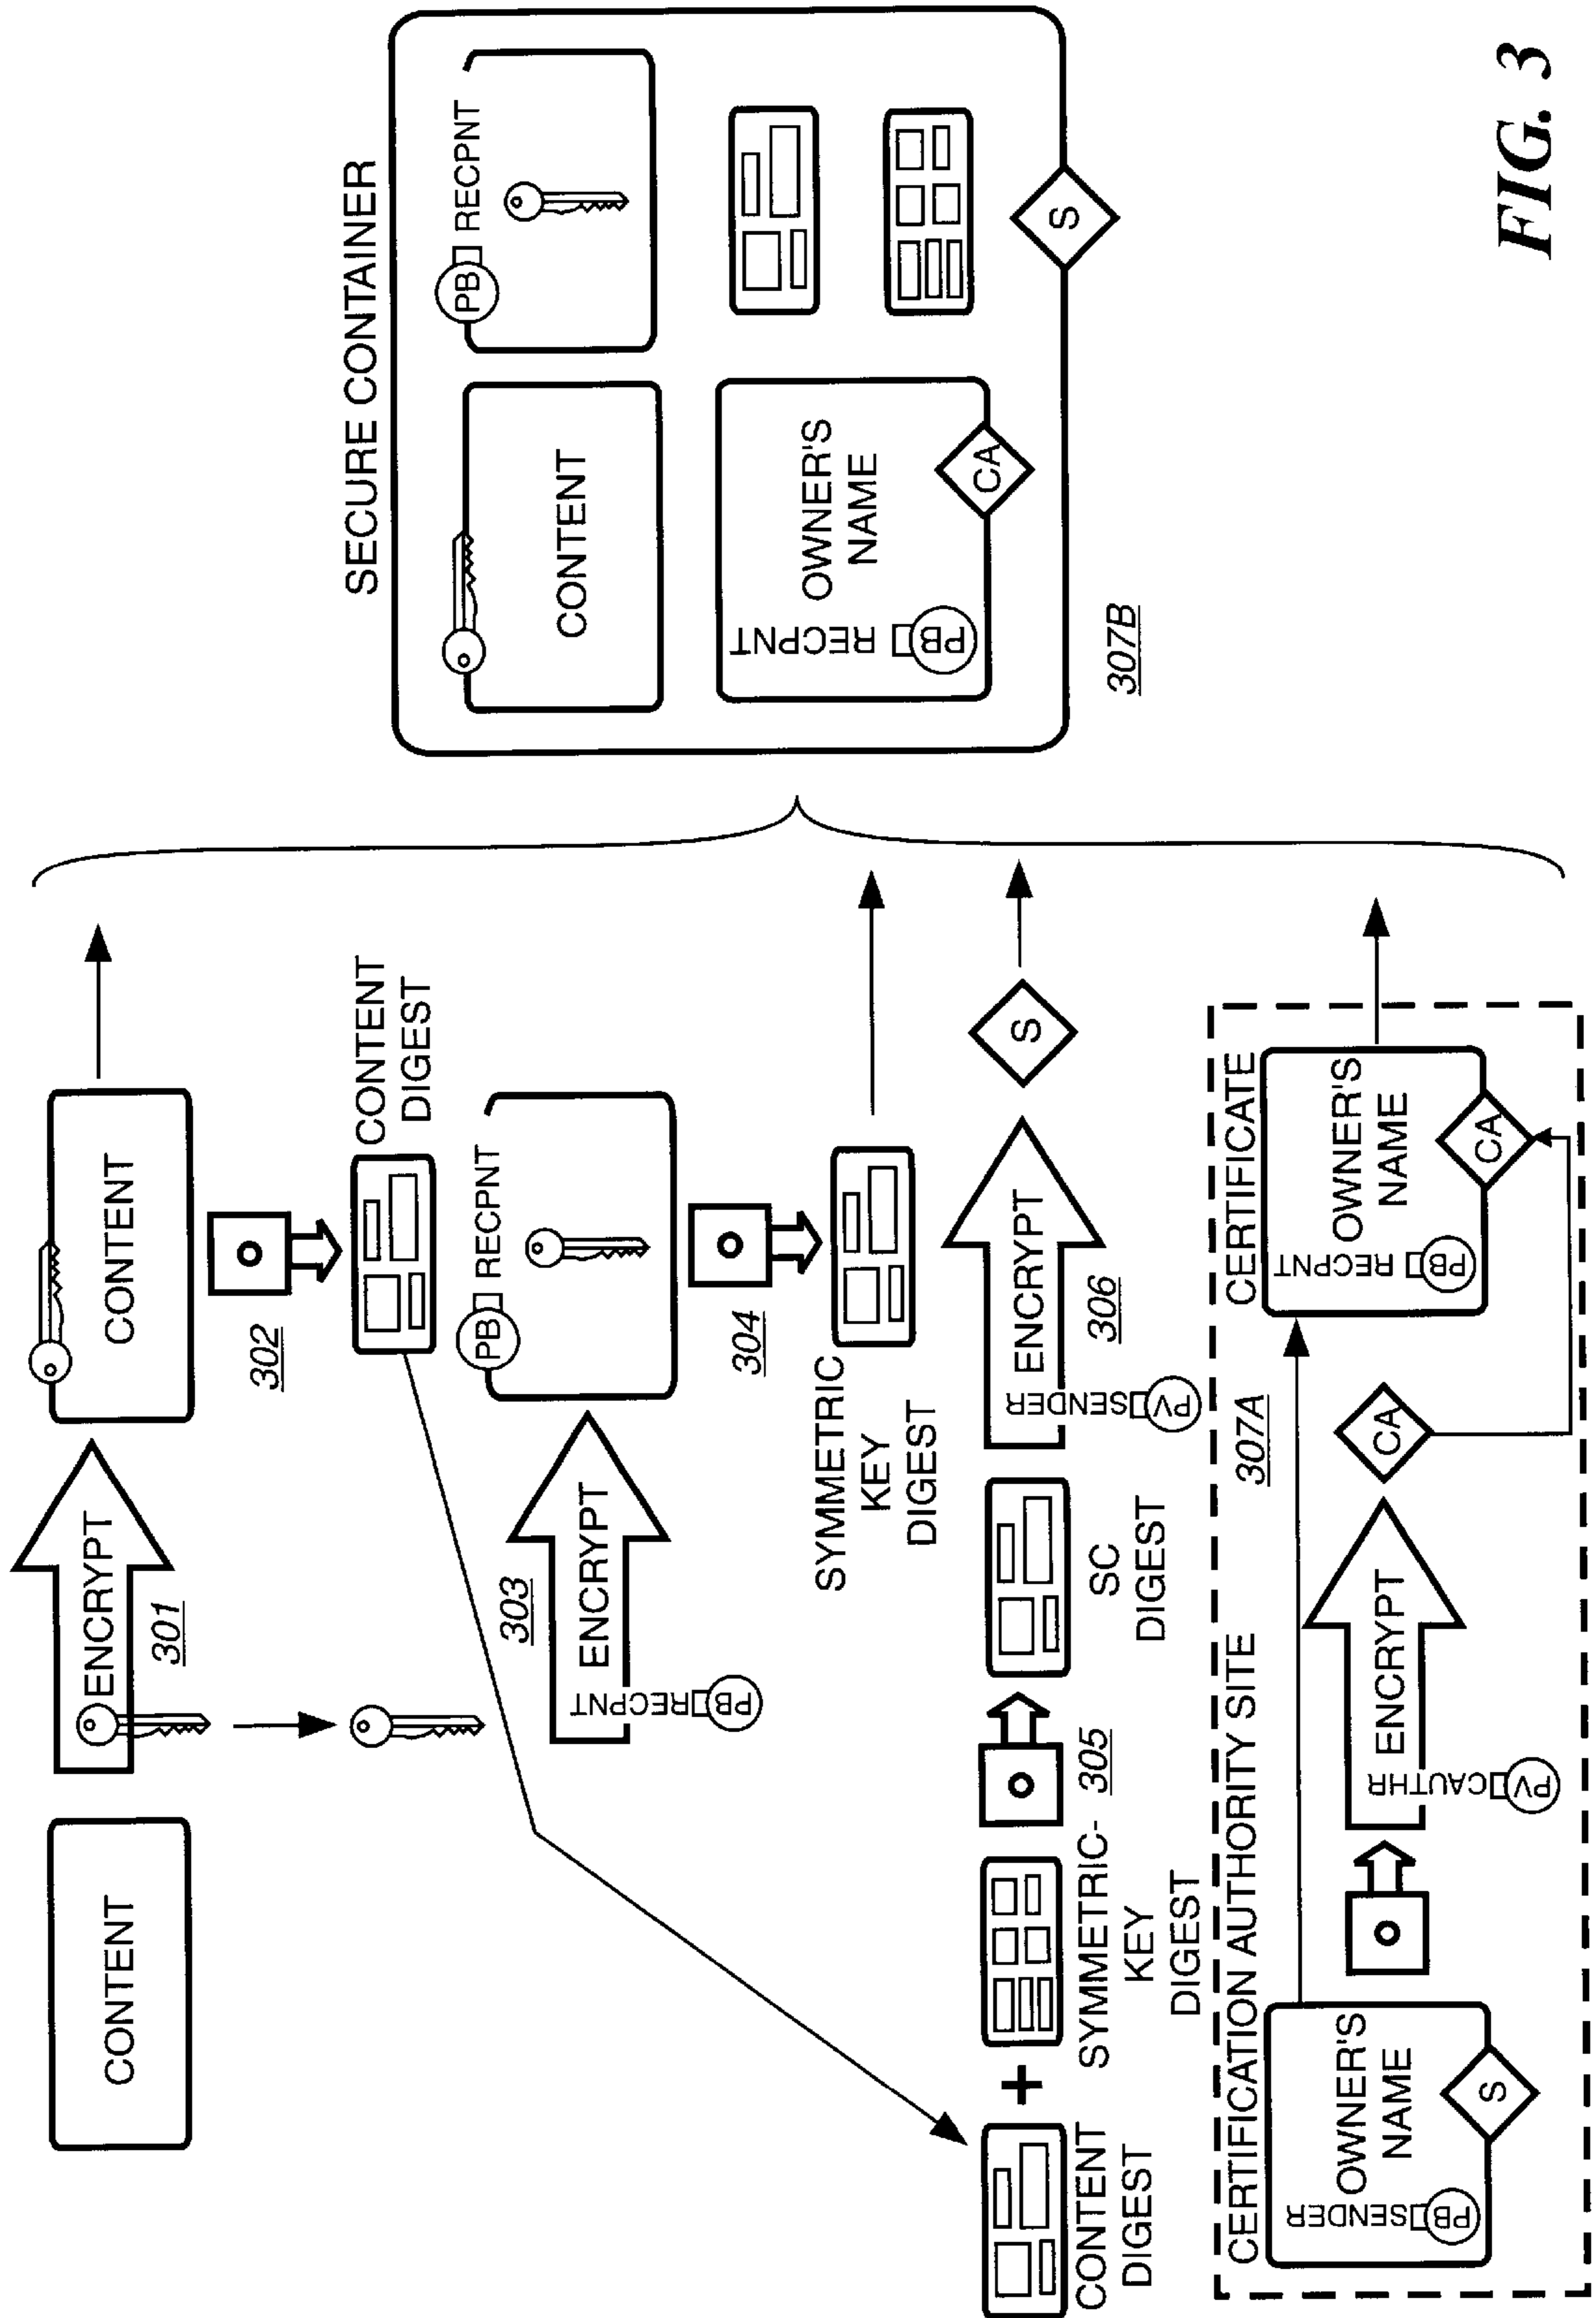 CONTENT
ENCRYPT
301
CONTENT
302
CONTENT
DIGEST
303
ENCRYPT
RECPNT
PB
PB RECPNT
304
SYMMETRIC
KEY
DIGEST
CONTENT
DIGEST
+
SYMMETRIC-
KEY
DIGEST
305
SC
DIGEST
ENCRYPT
SENDER
PV
306
S
CERTIFICATION AUTHORITY SITE
307A
OWNER'S
NAME
SENDER
PB
S
ENCRYPT
CAUTHR
PV
CA
CERTIFICATE
OWNER'S
NAME
RECPNT
PB
CA
SECURE CONTAINER
CONTENT
PB RECPNT
OWNER'S
NAME
RECPNT
PB
CA
S
307B
FIG. 3